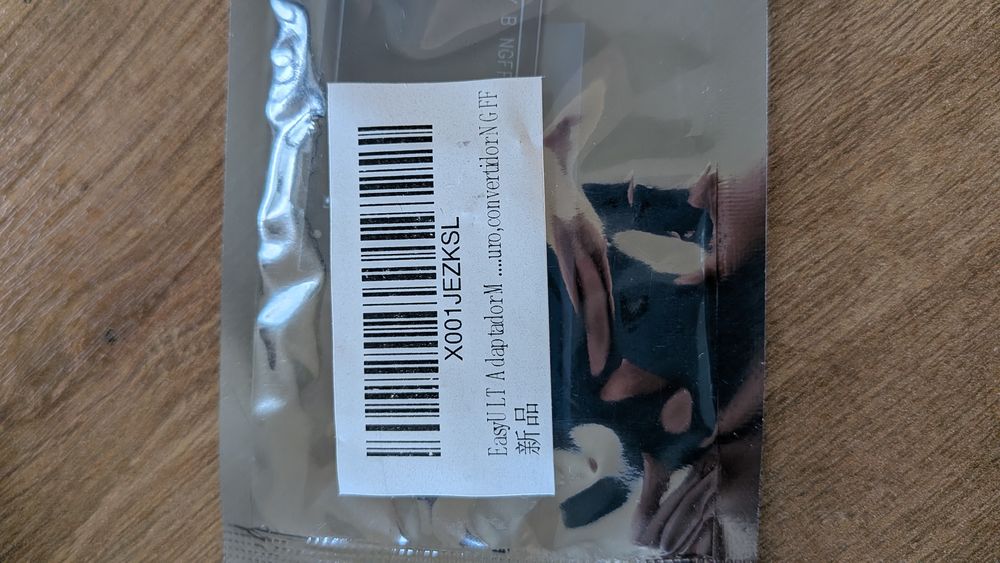 X001JEZKSL
EasyULT Adaptador M ....uro,convertidor NGFF
新品
B NGFF